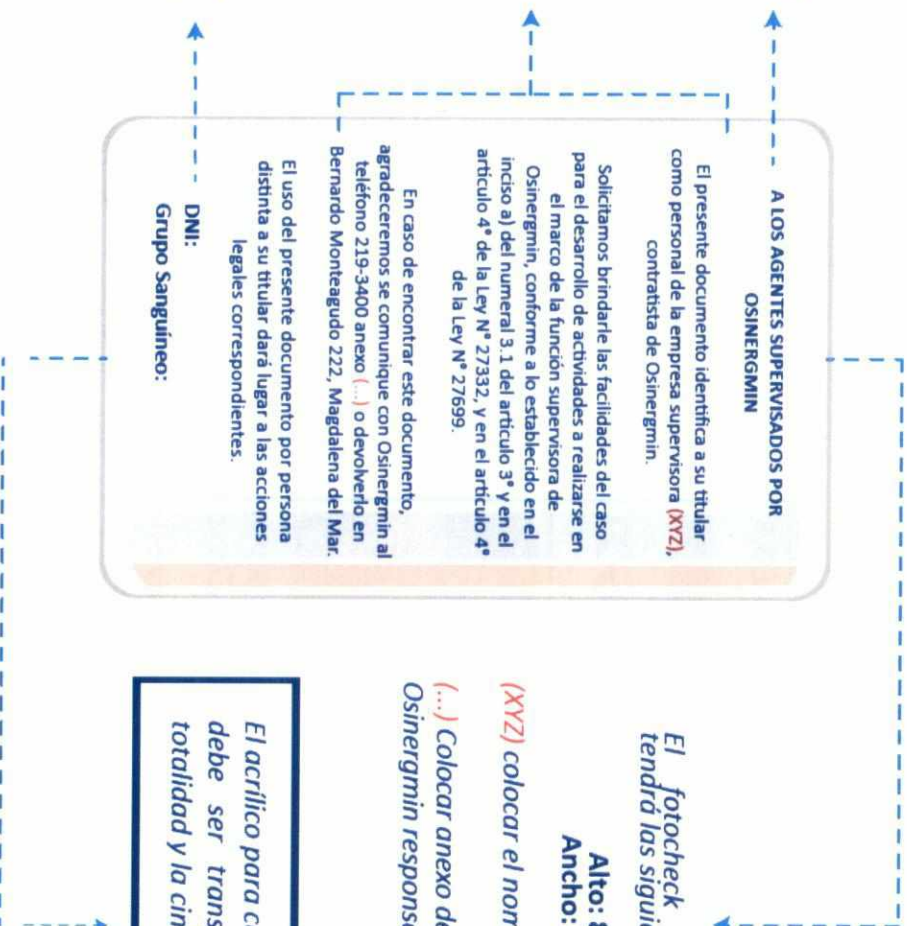 A LOS AGENTES SUPERVISADOS POR
OSINERGMIN
El presente documento identifica a su titular
como personal de la empresa supervisora (XYZ),
contratista de Osinergmin.
Solicitamos brindarle las facilidades del caso
para el desarrollo de actividades a realizarse en
el marco de la función supervisora de
Osinergmin, conforme a lo establecido en el
inciso a) del numeral 3.1 del artículo 3° y en el
artículo 4° de la Ley N° 27332, y en el artículo 4°
de la Ley N° 27699.
En caso de encontrar este documento,
agradeceremos se comunique con Osinergmin al
teléfono 219-3400 anexo (...) o devolverlo en
Bernardo Monteagudo 222, Magdalena del Mar.
El uso del presente documento por persona
distinta a su titular dará lugar a las acciones
legales correspondientes.
DNI:
Grupo Sanguíneo:
El fotocheck
tendrá las
Alto:
Ancho:
(XYZ) colocar el
(...) Colocar anexo
Osinergmin
El acrílico para
debe ser
totalidad y la